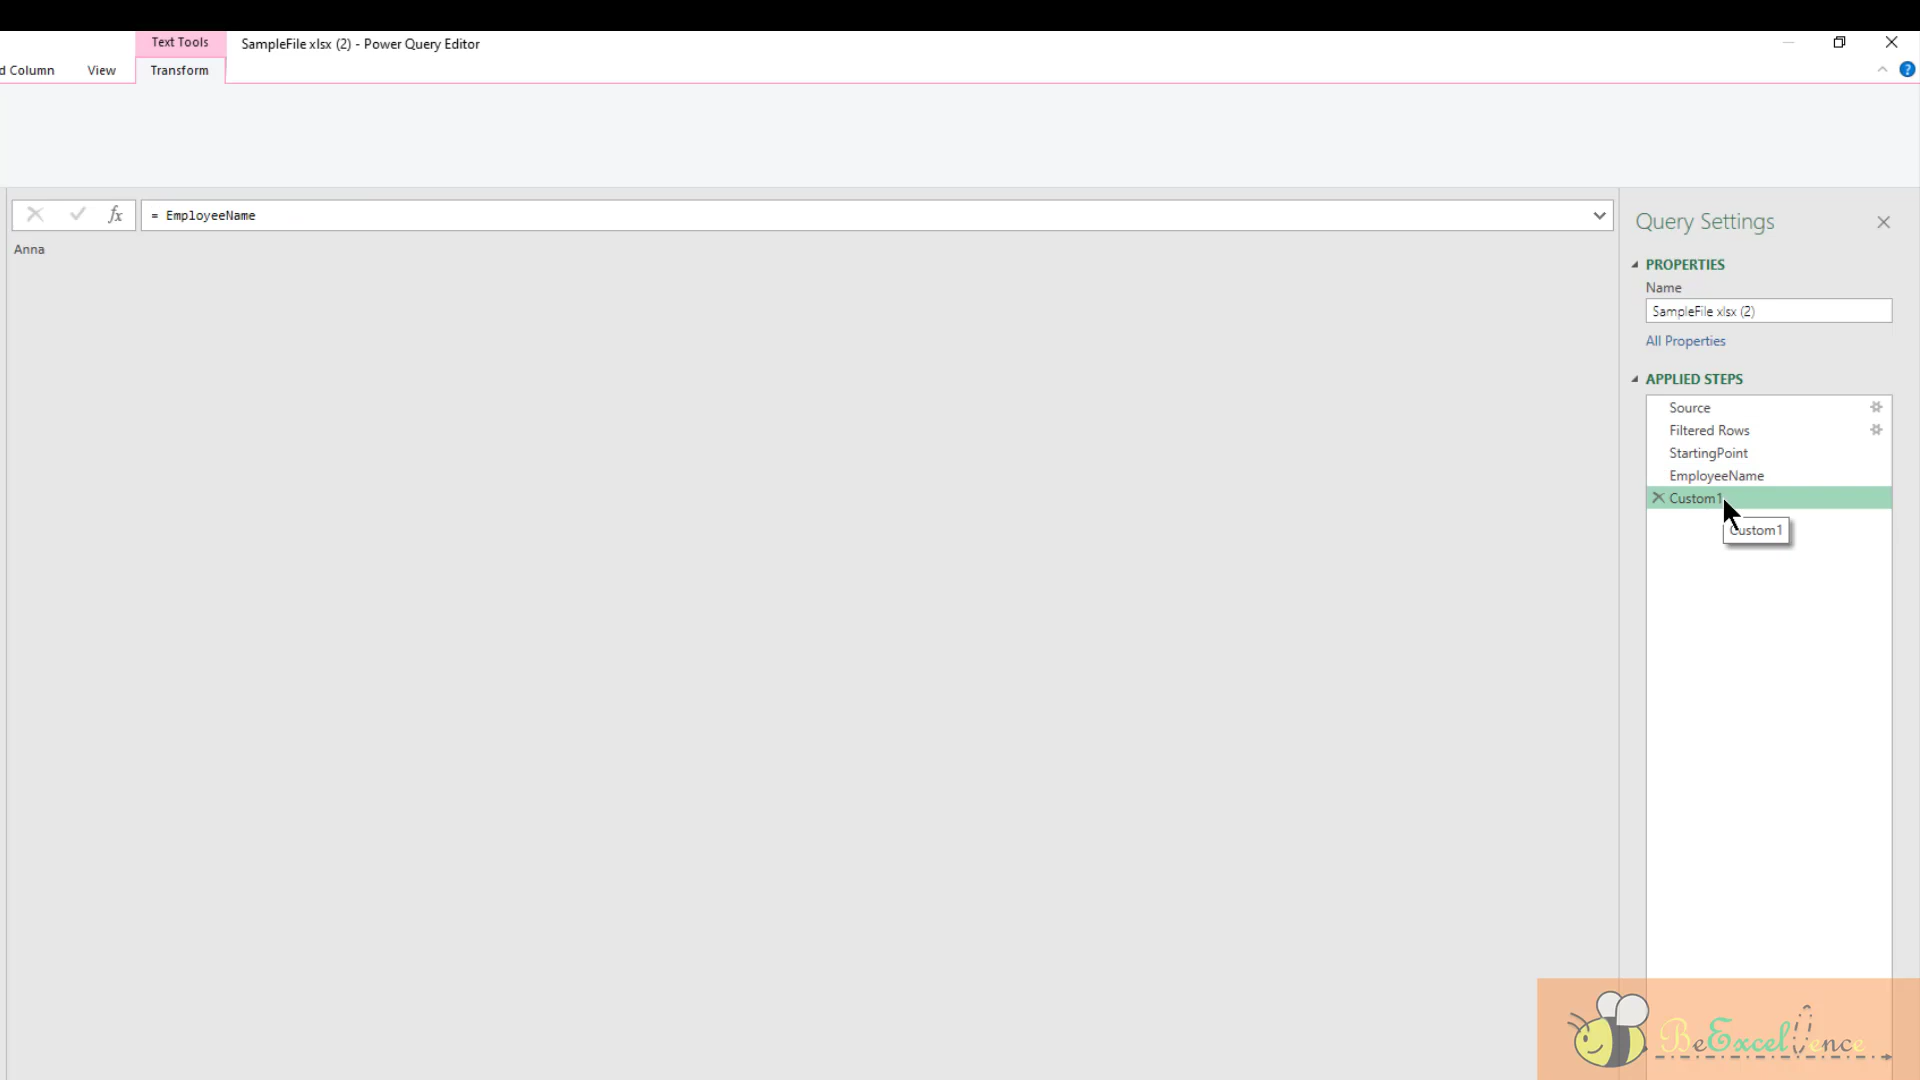 Text Tools
SampleFile xlsx (2) - Power Query Editor
d Column
View
Transform
?
fx
= EmployeeName
Anna
Query Settings
PROPERTIES
Name
SampleFile xlsx (2)
All Properties
APPLIED STEPS
Source
Filtered Rows
StartingPoint
EmployeeName
Custom1
Custom1
BeExcellence